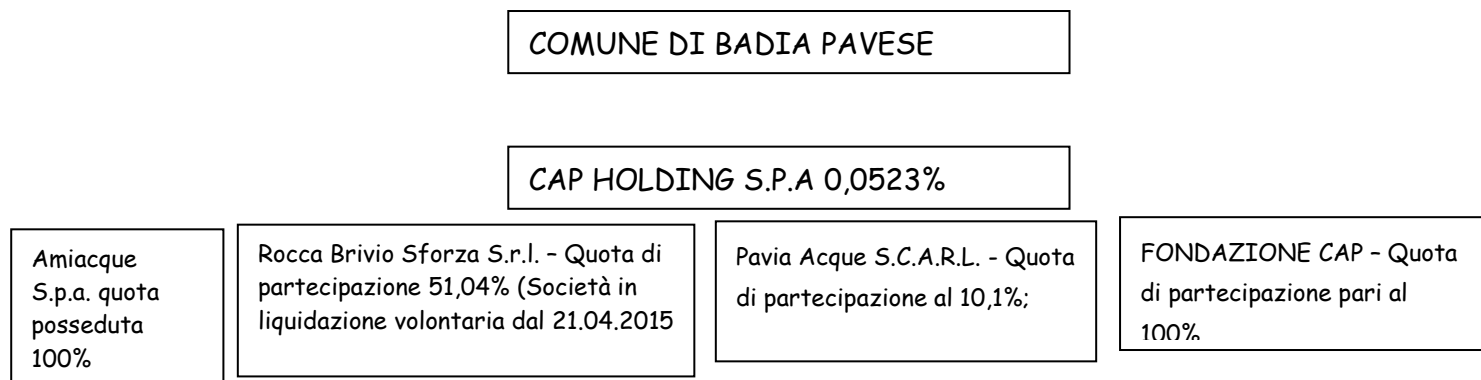 COMUNE DI BADIA PAVESE
CAP HOLDING S.P.A 0,0523%
Amiacque
S.p.a. quota
posseduta
100%
Rocca Brivio Sforza S.r.l. – Quota di
partecipazione 51,04% (Società in
liquidazione volontaria dal 21.04.2015
Pavia Acque S.C.A.R.L. - Quota
di partecipazione al 10,1%;
FONDAZIONE CAP – Quota
di partecipazione pari al
100%